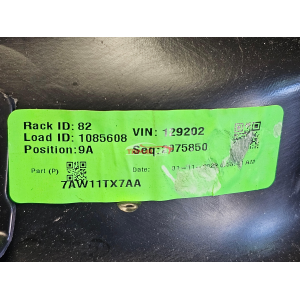 Rack ID: 82
Load ID: 1085608
Position: 9A
VIN: 129202
Seq: 975850
Part (P)
Date:
7AW11TX7AA